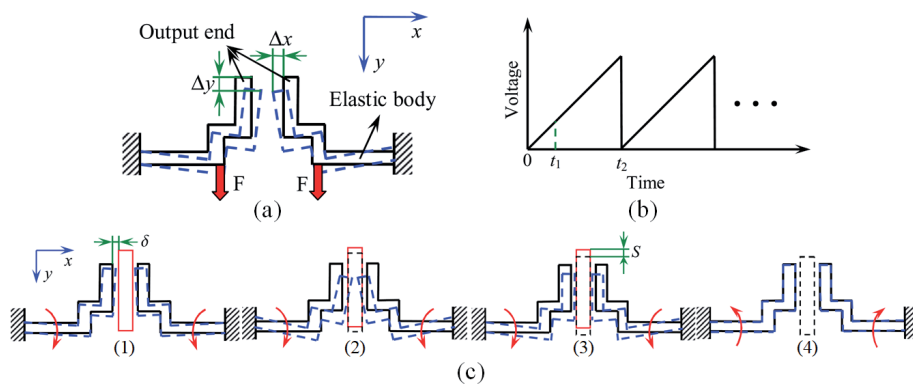 Output end
Δx
x
y
Δy
Elastic body
F
F
(a)
Voltage
0
t1
t2
Time
(b)
δ
x
y
(1)
(2)
S
(3)
(4)
(c)